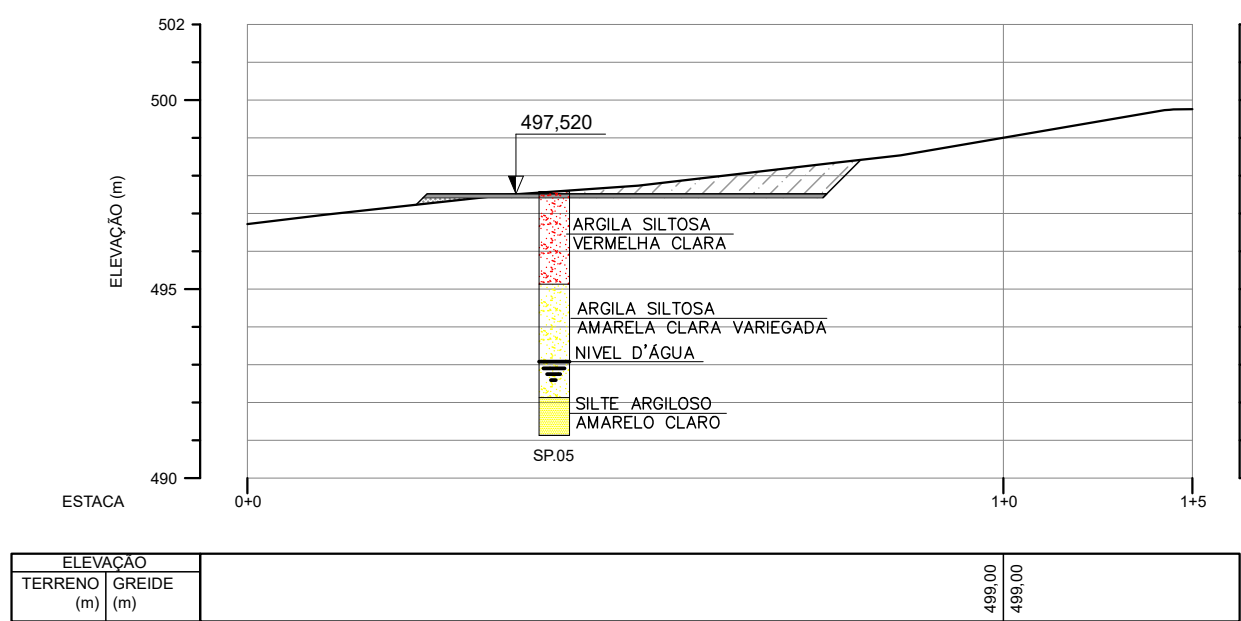 502
500
495
490
ELEVAÇÃO (m)
497,520
ARGILA SILTOSA
VERMELHA CLARA
ARGILA SILTOSA
AMARELA CLARA VARIEGADA
NIVEL D'ÁGUA
SILTE ARGILOSO
AMARELO CLARO
SP.05
ESTACA
0+0
1+0
1+5
ELEVAÇÃO
TERRENO
(m)
GREIDE
(m)
499,00
499,00